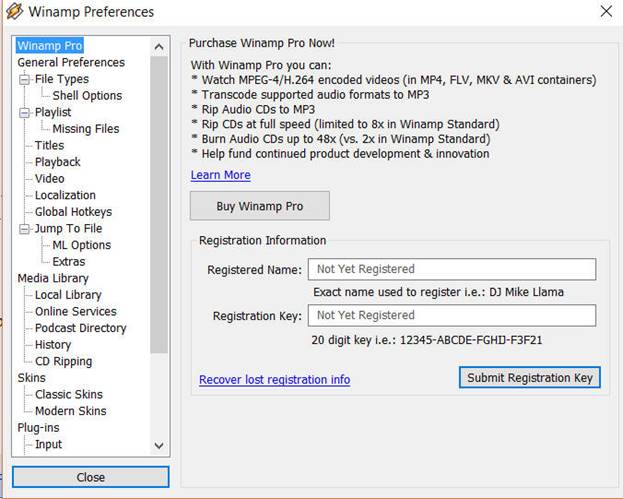 Winamp Preferences
Winamp Pro
General Preferences
File Types
Shell Options
Playlist
Missing Files
Titles
Playback
Video
Localization
Global Hotkeys
Jump To File
ML Options
Extras
Media Library
Local Library
Online Services
Podcast Directory
History
CD Ripping
Skins
Classic Skins
Modern Skins
Plug-ins
Input
Close
Purchase Winamp Pro Now!
With Winamp Pro you can:
* Watch MPEG-4/H.264 encoded videos (in MP4, FLV, MKV & AVI containers)
* Transcode supported audio formats to MP3
* Rip Audio CDs to MP3
* Rip CDs at full speed (limited to 8x in Winamp Standard)
* Burn Audio CDs up to 48x (vs. 2x in Winamp Standard)
* Help fund continued product development & innovation
Learn More
Buy Winamp Pro
Registration Information
Registered Name: Not Yet Registered
Exact name used to register i.e.: DJ Mike Llama
Registration Key: Not Yet Registered
20 digit key i.e.: 12345-ABCDE-FGHIJ-F3F21
Recover lost registration info
Submit Registration Key